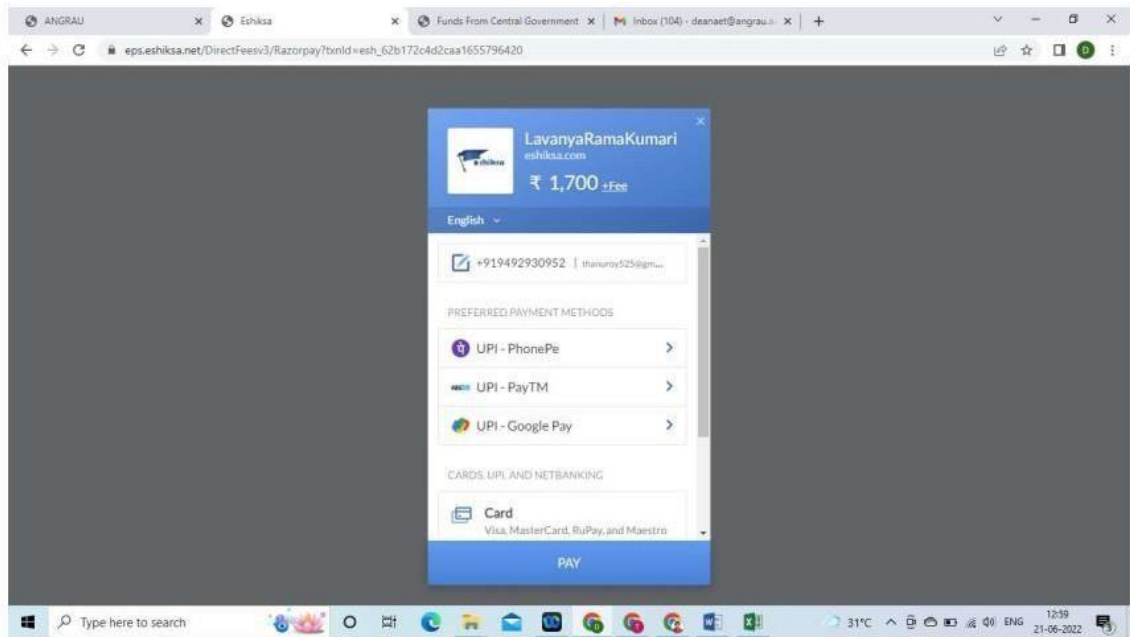 ANGRAU
Eshiksa
Funds From Central Government
Inbox (104) - deanaet@angrau.
eps.eshiksa.net/DirectFeesv3/Razorpay?txnId=esh_62b172c4d2caa1655796420
D
LavanyaRamaKumari
eshiksa.com
₹ 1,700 +Fee
English
+919492930952 | thanuroy525@gm...
PREFERRED PAYMENT METHODS
UPI - PhonePe
UPI - PayTM
UPI - Google Pay
CARDS, UPI, AND NETBANKING
Card
Visa, MasterCard, RuPay, and Maestro
PAY
Type here to search
31°C
ENG
12:59
21-06-2022